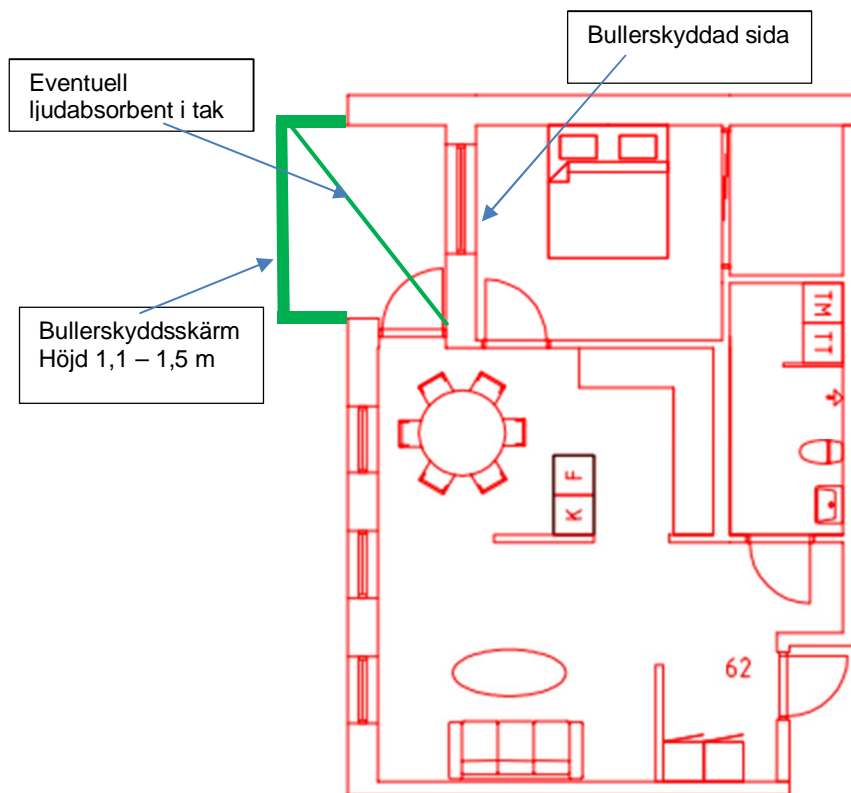 Bullerskyddad sida
Eventuell
ljudabsorbent i tak
Bullerskyddsskärm
Höjd 1,1 – 1,5 m
TM
TT
F
K
62